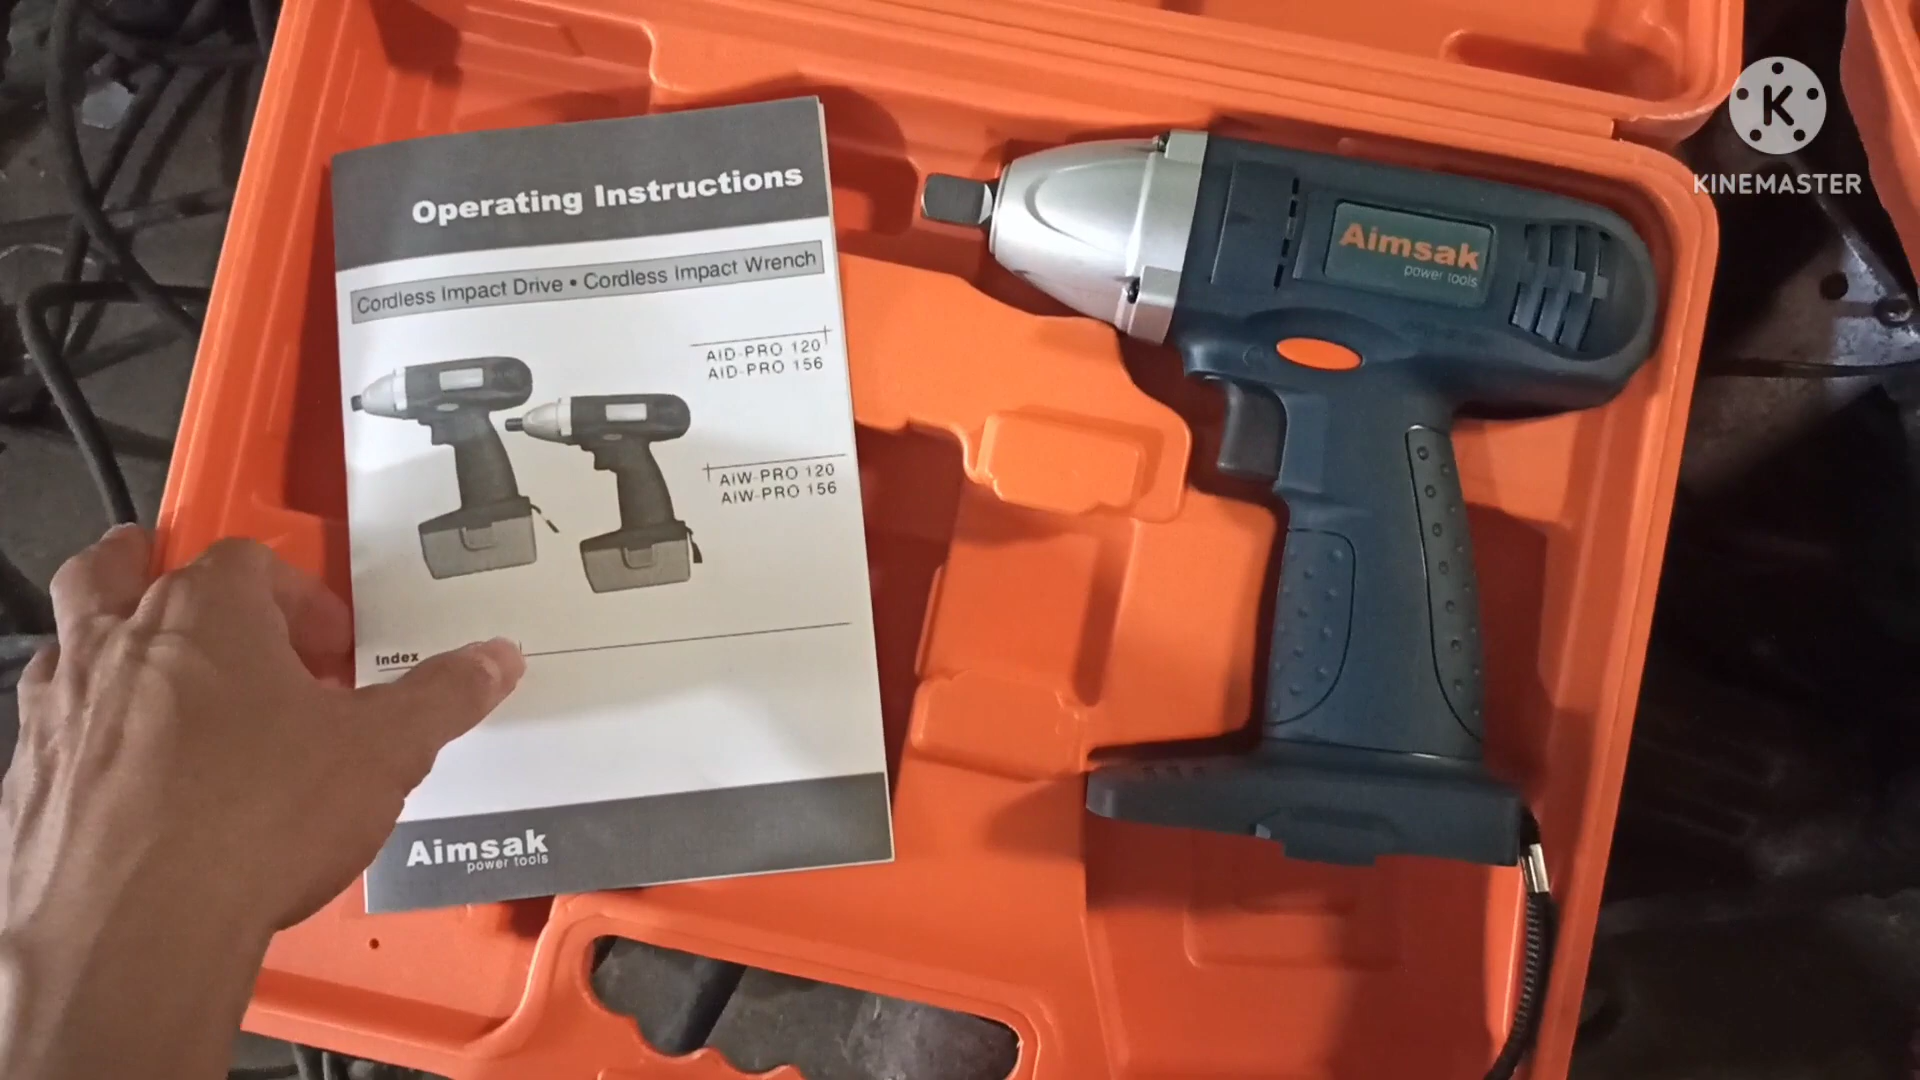 Operating Instructions
Cordless Impact Drive • Cordless Impact Wrench
AID-PRO 120
AID-PRO 156
AIW-PRO 120
AIW-PRO 156
Index
Aimsak
power tools
Aimsak
power tools
K
KINEMASTER